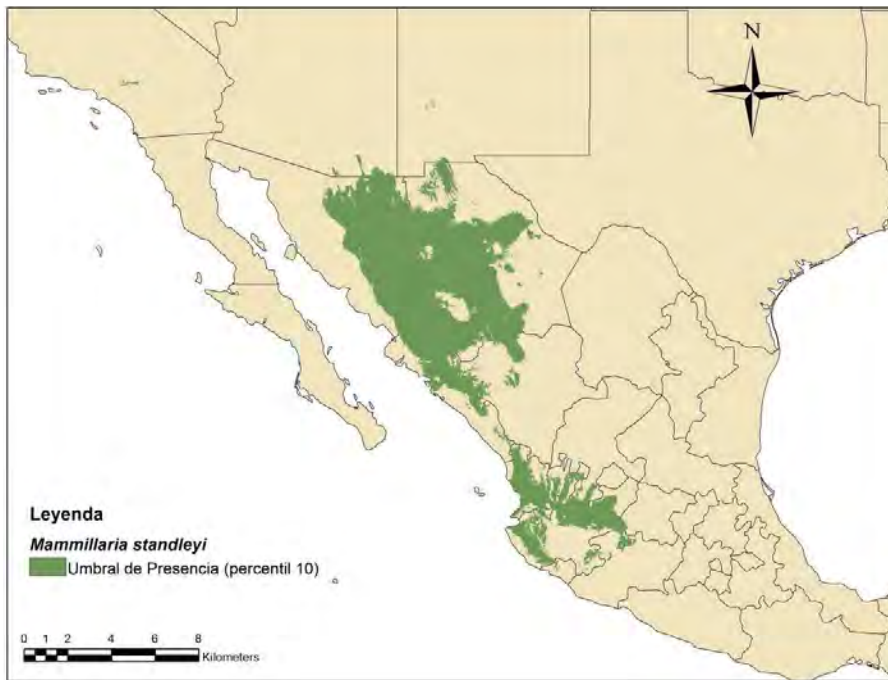 N
Leyenda
Mammillaria standleyi
Umbral de Presencia (percentil 10)
0 1 2 4 6 8
Kilometers